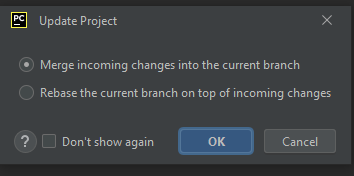 PC
Update Project
Merge incoming changes into the current branch
Rebase the current branch on top of incoming changes
? Don't show again OK Cancel